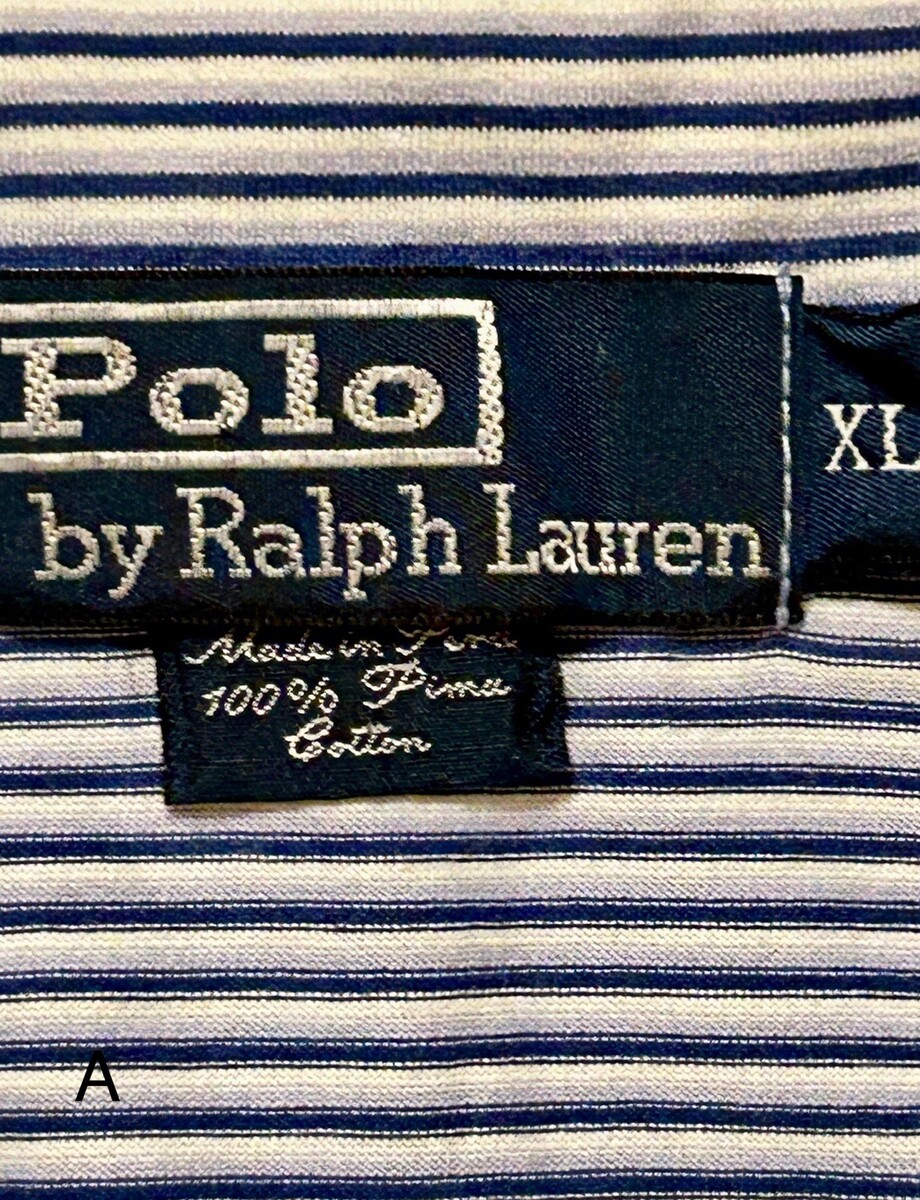 Polo
by Ralph Lauren
XL
Made in Peru
100% Pima
Cotton
A